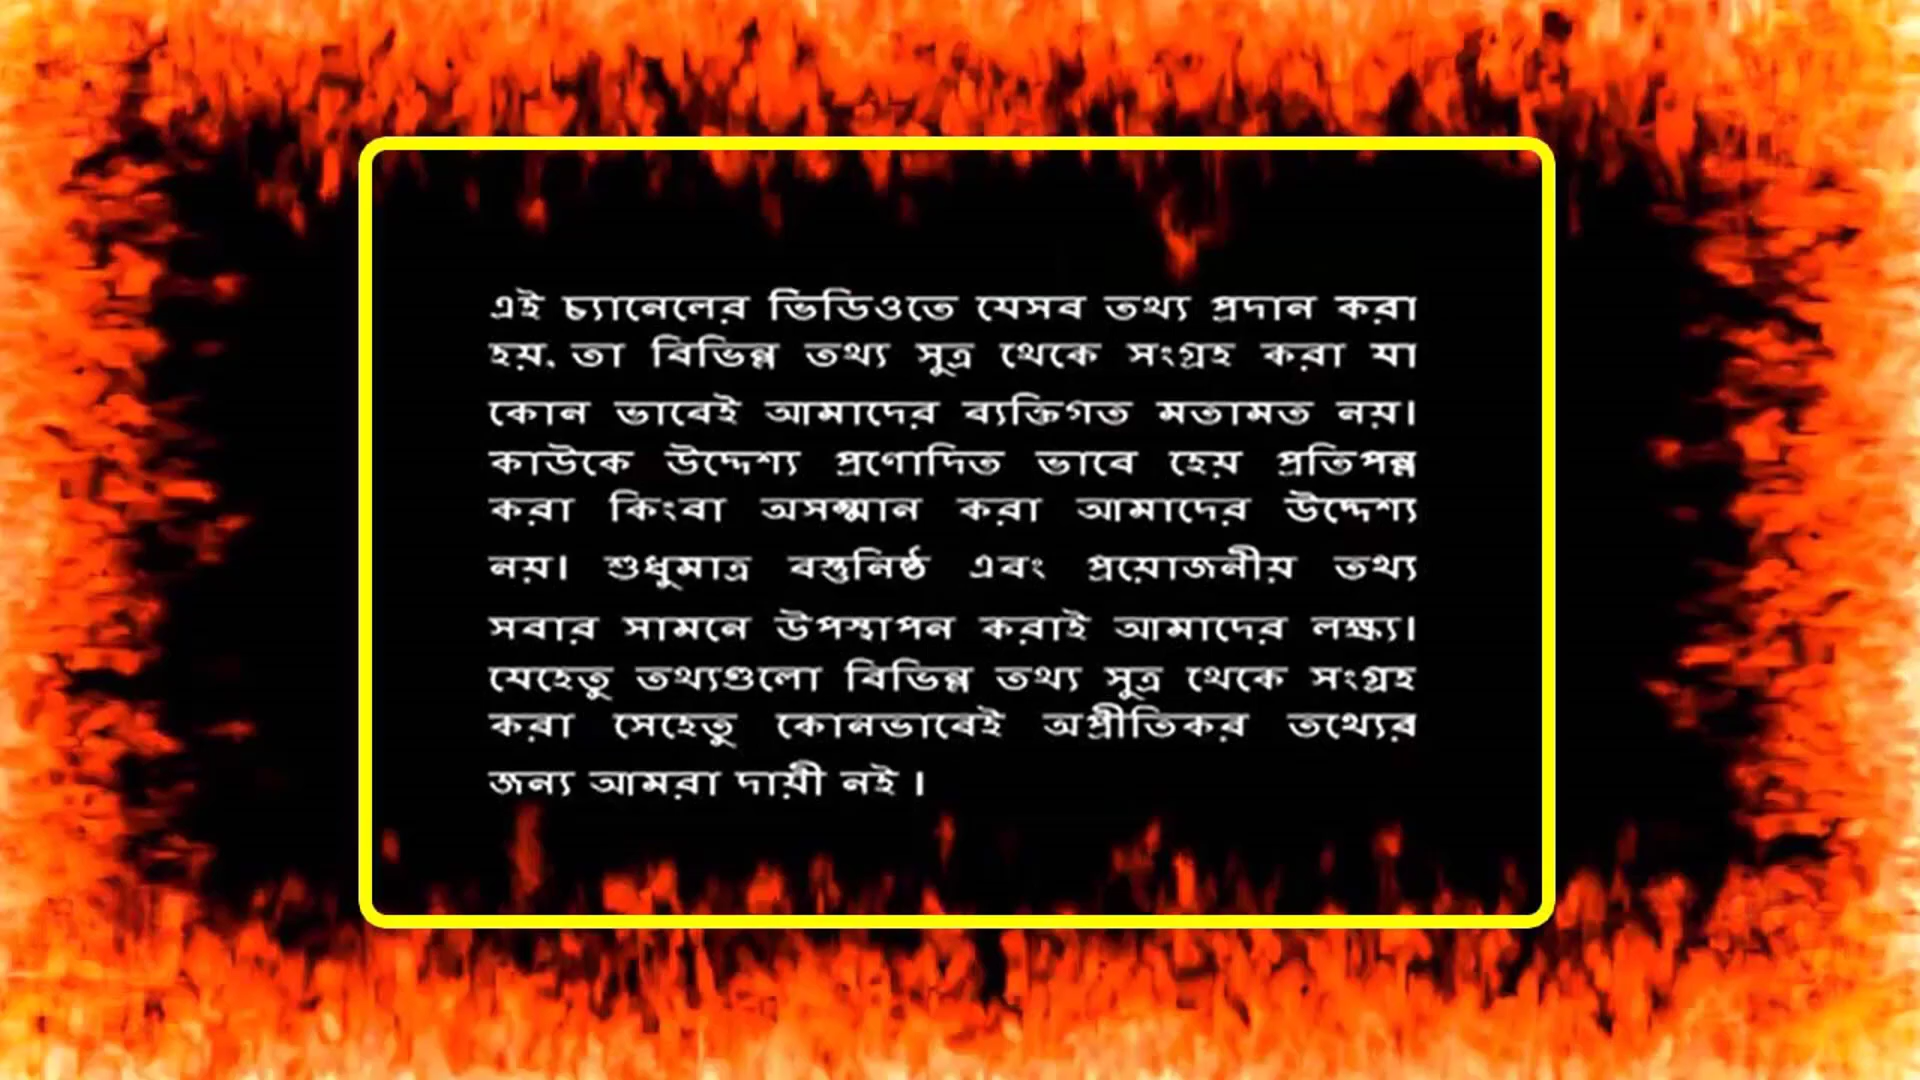 এই চ্যানেলের ভিডিওতে যেসব তথ্য প্রদান করা
হয়, তা বিভিন্ন তথ্য সুত্র থেকে সংগ্রহ করা যা
কোন ভাবেই আমাদের ব্যক্তিগত মতামত নয়।
কাউকে উদ্দেশ্য প্রণোদিত ভাবে হেয় প্রতিপন্ন
করা কিংবা অসম্মান করা আমাদের উদ্দেশ্য
নয়। শুধুমাত্র বস্তুনিষ্ঠ এবং প্রয়োজনীয় তথ্য
সবার সামনে উপস্থাপন করাই আমাদের লক্ষ্য।
যেহেতু তথ্যগুলো বিভিন্ন তথ্য সুত্র থেকে সংগ্রহ
করা সেহেতু কোনভাবেই অপ্রীতিকর তথ্যের
জন্য আমরা দায়ী নই ।